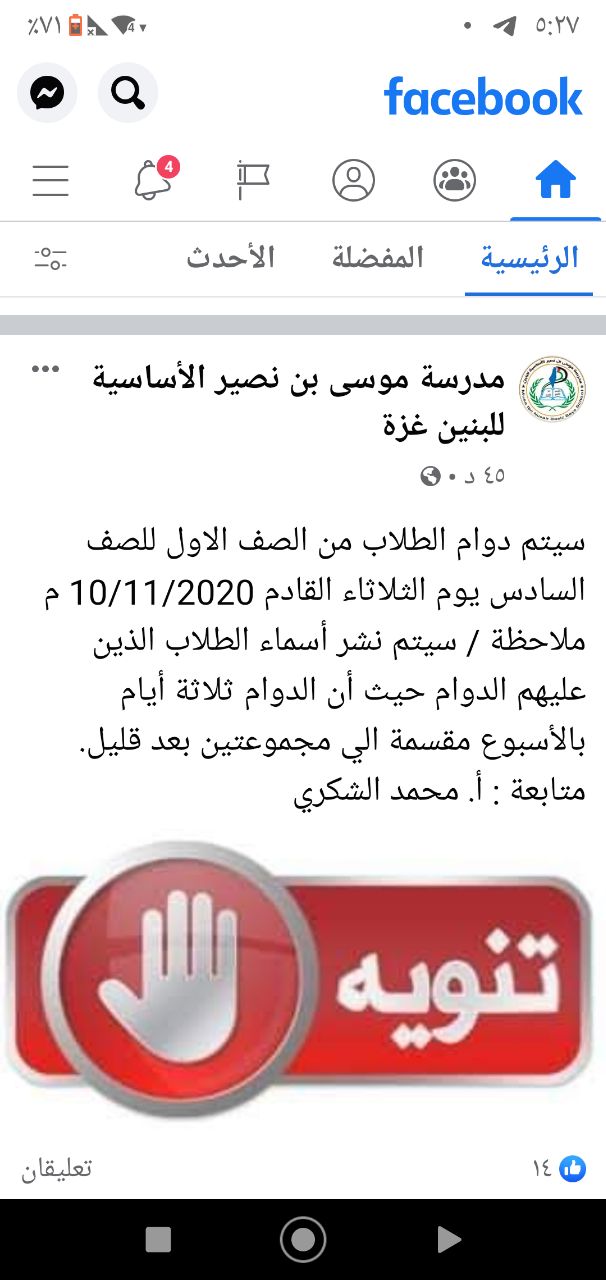 ٪٧١
4
٥:٢٧
facebook
4
الرئيسية
المفضلة
الأحدث
مدرسة موسى بن نصير الأساسية
للبنين غزة
٤٥ د •
سيتم دوام الطلاب من الصف الاول للصف
السادس يوم الثلاثاء القادم 10/11/2020 م
ملاحظة / سيتم نشر أسماء الطلاب الذين
عليهم الدوام حيث أن الدوام ثلاثة أيام
بالأسبوع مقسمة الي مجموعتين بعد قليل.
متابعة : أ. محمد الشكري
تنويه
١٤
تعليقان